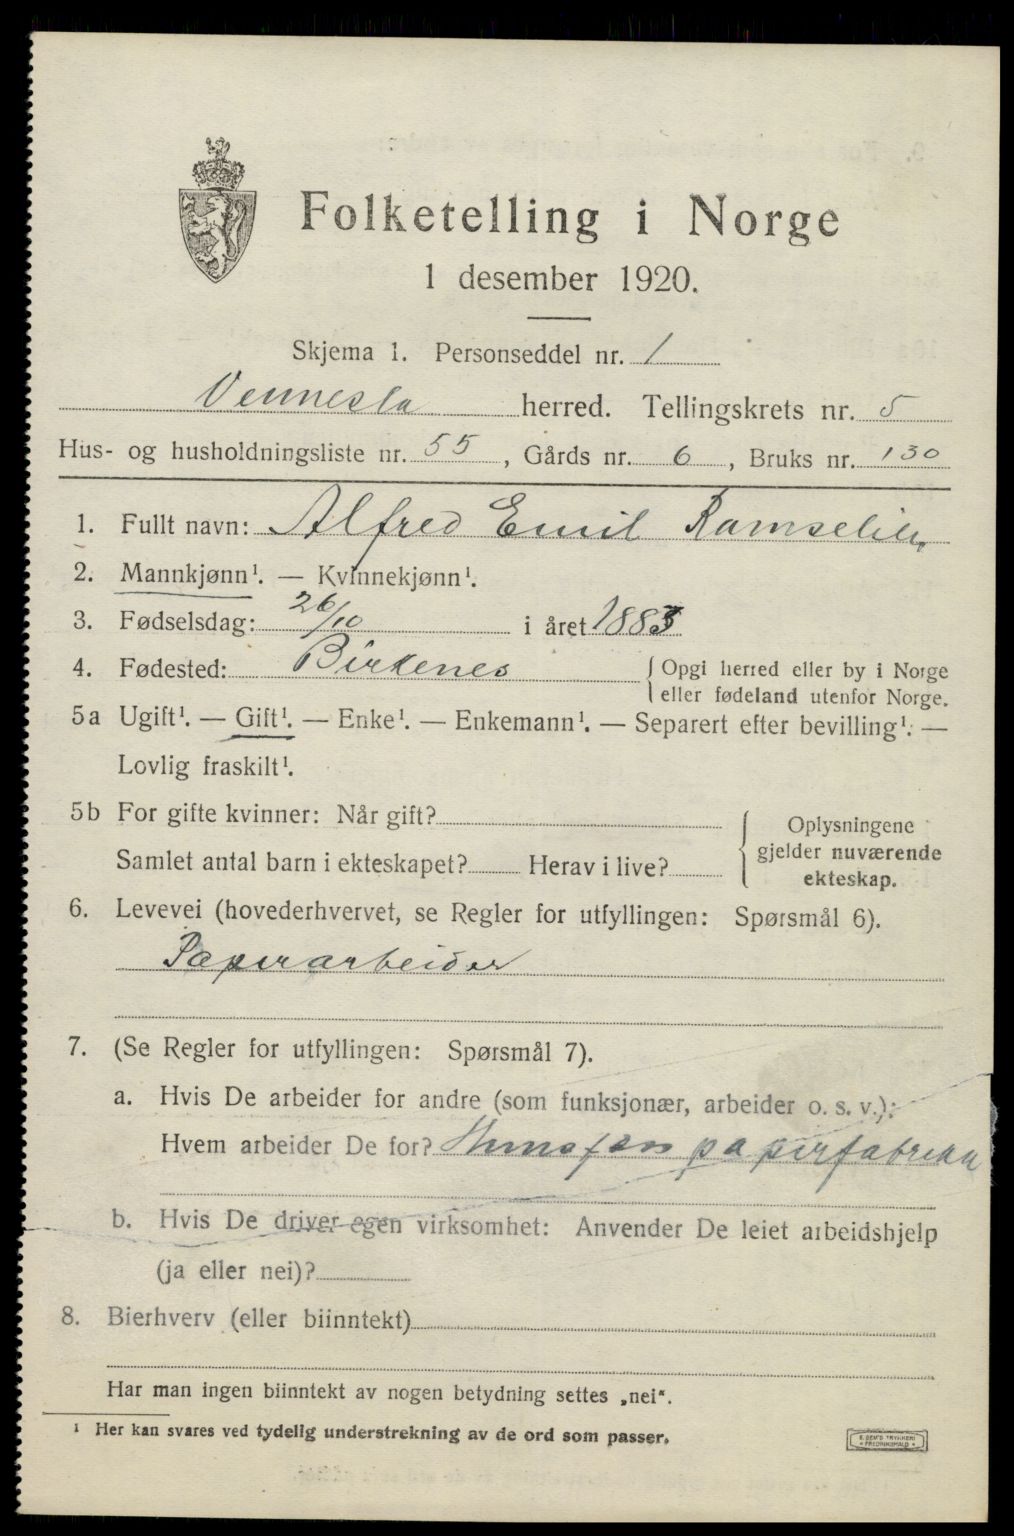 Folketelling i Norge
1 desember 1920.
Skjema 1. Personseddel nr. 1
Vennesla herred. Tellingskrets nr. 5
Hus- og husholdningsliste nr. 55, Gårds nr. 6, Bruks nr. 130
1. Fullt navn: Alfred Emil Ramselien
2. Mannkjønn¹. — Kvinnekjønn¹.
3. Fødselsdag: 26/10 i året 1883
4. Fødested: Birkenes { Opgi herred eller by i Norge
eller fødeland utenfor Norge.
5a Ugift¹. — Gift¹. — Enke¹. — Enkemann¹. — Separert efter bevilling¹. —
Lovlig fraskilt¹.
5b For gifte kvinner: Når gift?
Samlet antal barn i ekteskapet? Herav i live?
Oplysningene
gjelder nuværende
ekteskap.
6. Levevei (hovederhvervet, se Regler for utfyllingen: Spørsmål 6).
Papirarbeider
7. (Se Regler for utfyllingen: Spørsmål 7).
a. Hvis De arbeider for andre (som funksjonær, arbeider o. s. v.):
Hvem arbeider De for? Hunsfos papirfabrikk
b. Hvis De driver egen virksomhet: Anvender De leiet arbeidshjelp
(ja eller nei)?
8. Bierhverv (eller biinntekt)
Har man ingen biinntekt av nogen betydning settes „nei".
¹ Her kan svares ved tydelig understrekning av de ord som passer.